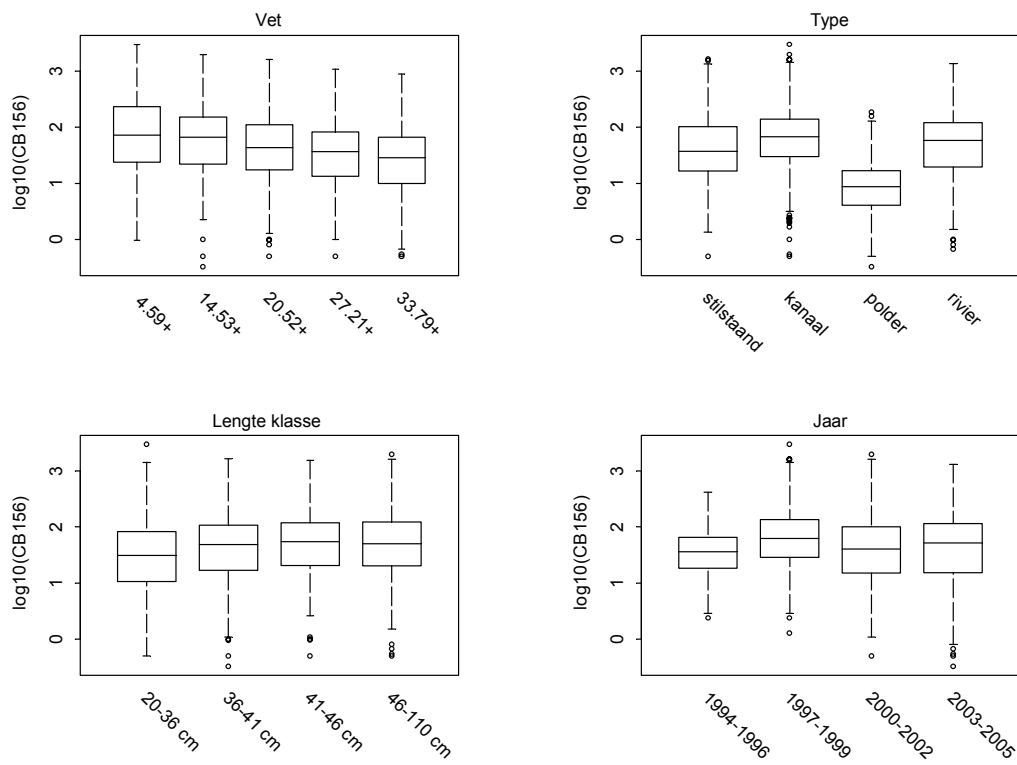 Vet
log10(CB156)
3
2
1
0
4.59+ 14.53+ 20.52+ 27.21+ 33.79+
Type
log10(CB156)
3
2
1
0
stilstaand kanaal polder rivier
Lengte klasse
log10(CB156)
3
2
1
0
20-36 cm 36-41 cm 41-46 cm 46-110 cm
Jaar
log10(CB156)
3
2
1
0
1994-1996 1997-1999 2000-2002 2003-2005